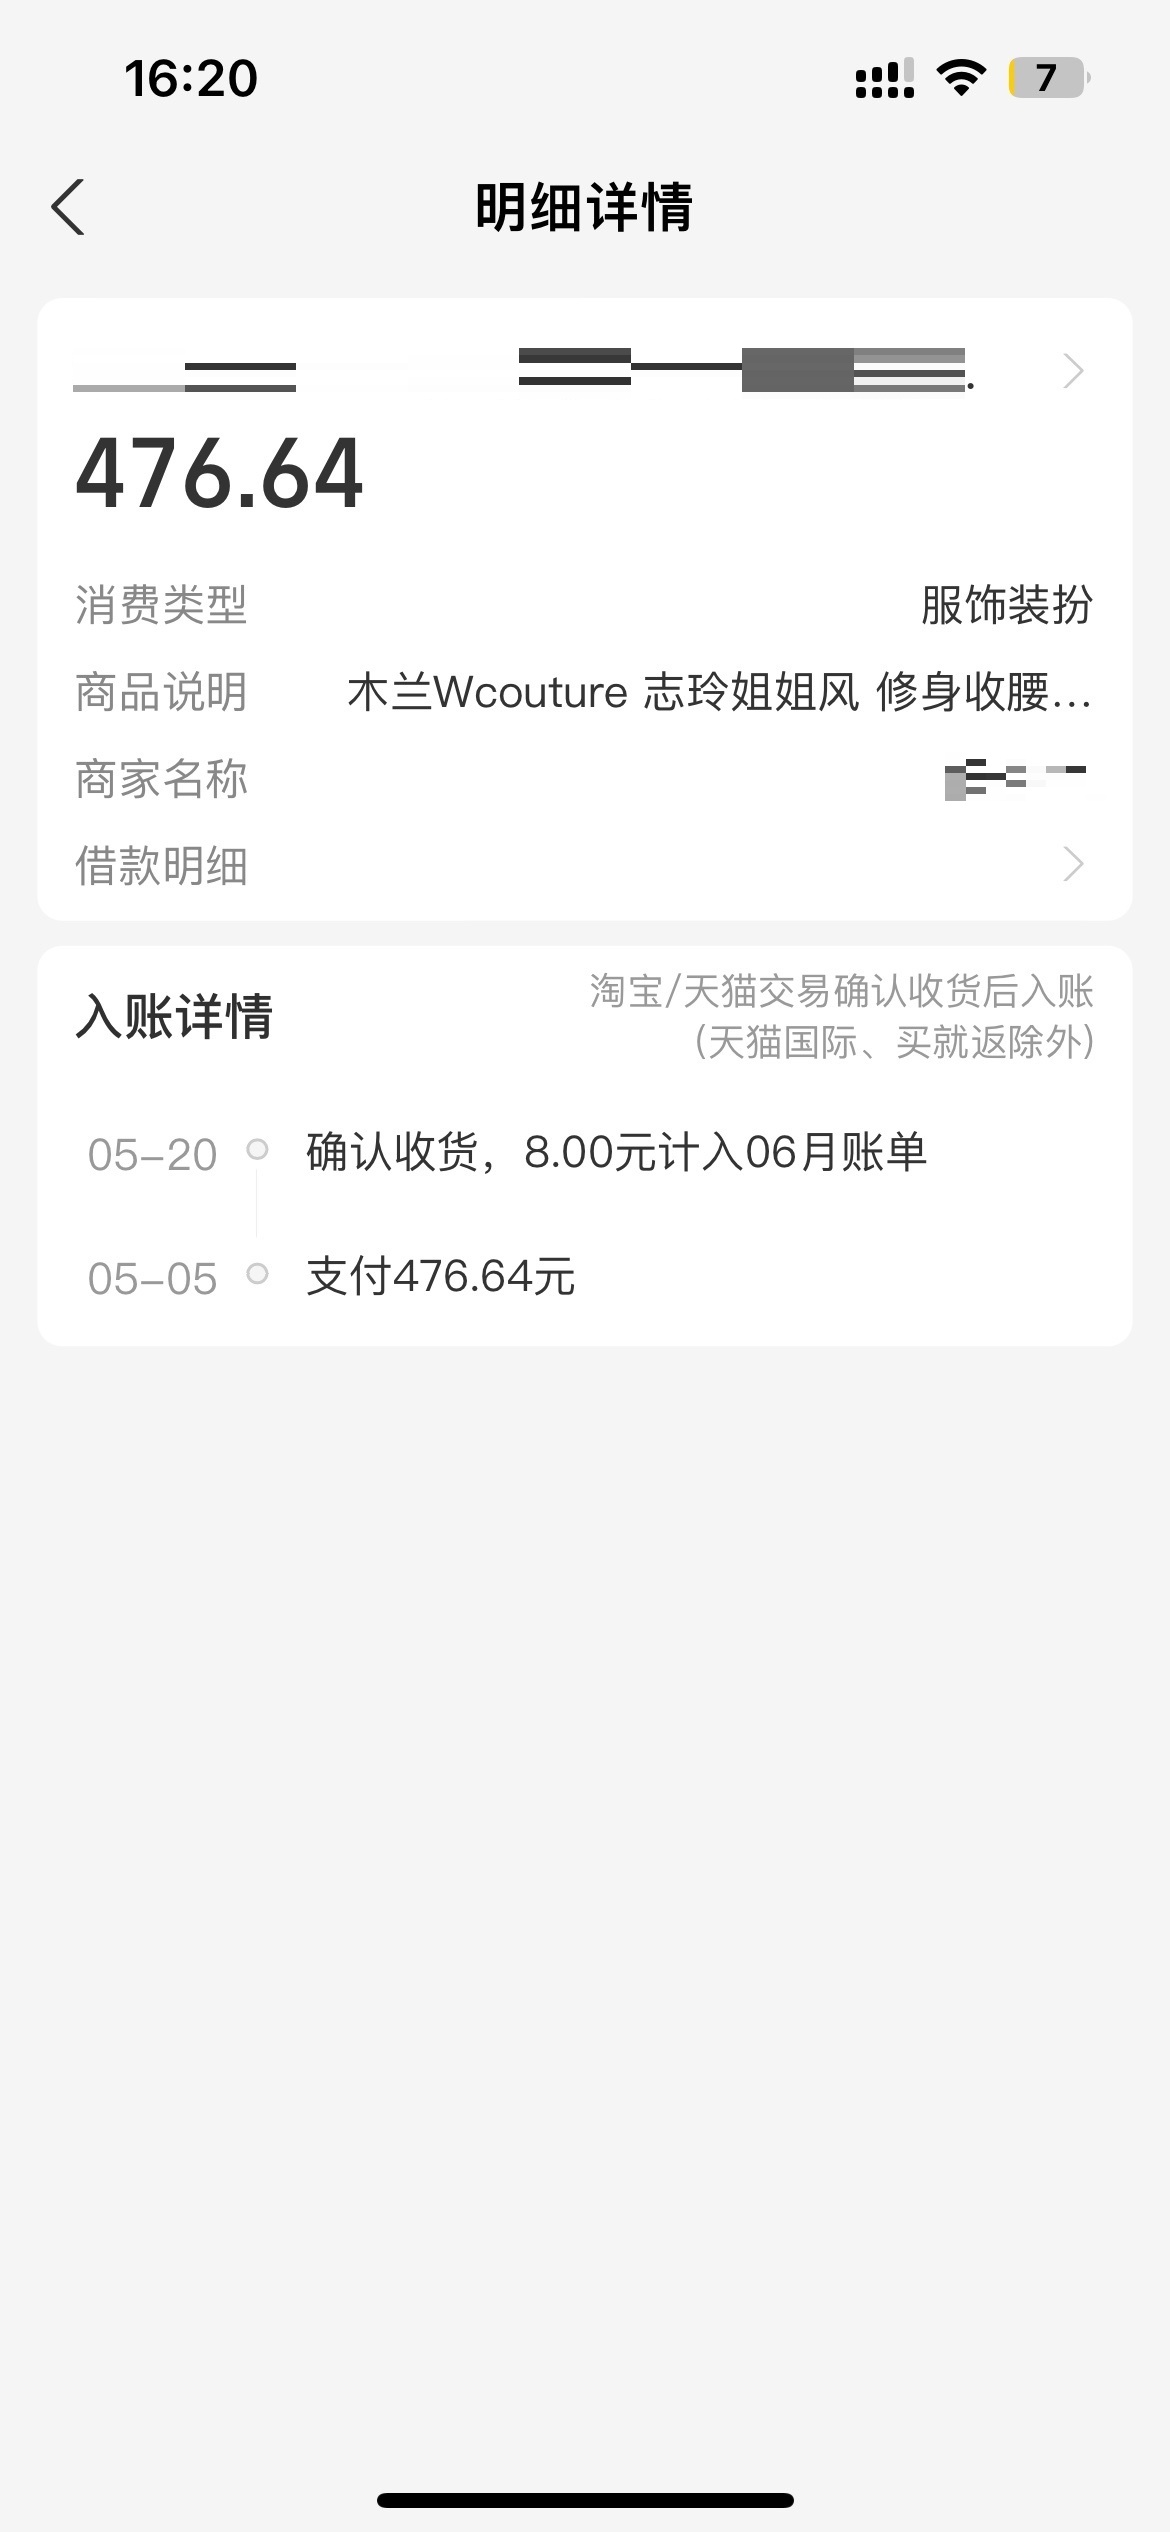 16:20
7
明细详情
476.64
消费类型 服饰装扮
商品说明 木兰Wcouture 志玲姐姐风 修身收腰...
商家名称
借款明细
入账详情
淘宝/天猫交易确认收货后入账
(天猫国际、买就返除外)
05-20 确认收货，8.00元计入06月账单
05-05 支付476.64元